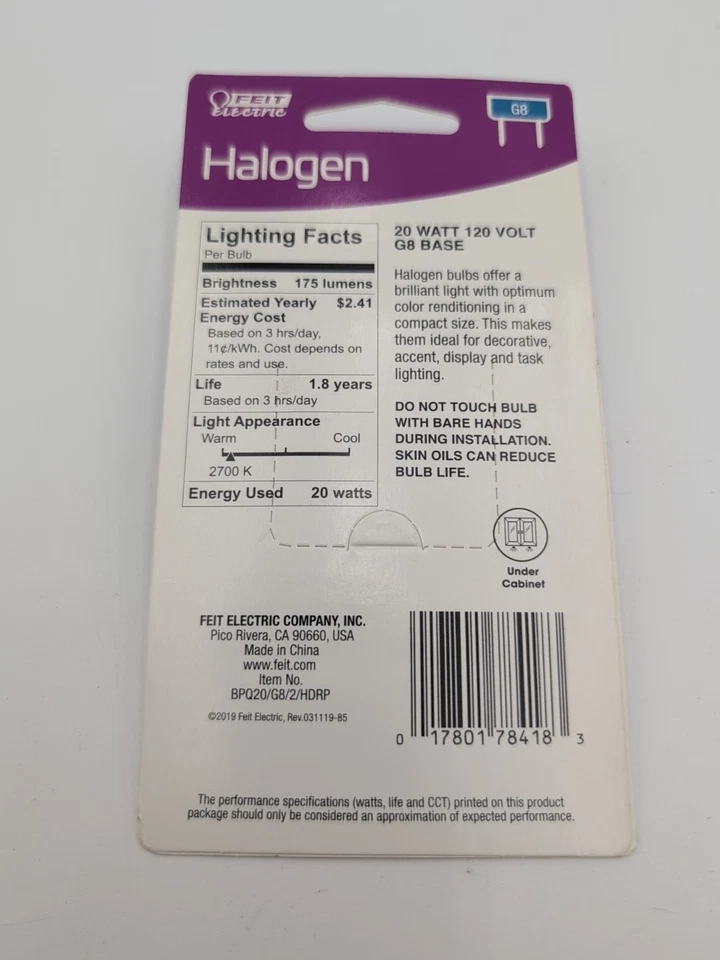 FEIT
Electric
G8
Halogen
Lighting Facts
Per Bulb
Brightness 175 lumens
Estimated Yearly $2.41
Energy Cost
Based on 3 hrs/day,
11¢/kWh. Cost depends on
rates and use.
Life 1.8 years
Based on 3 hrs/day
Light Appearance
Warm Cool
2700 K
Energy Used 20 watts
20 WATT 120 VOLT
G8 BASE
Halogen bulbs offer a
brilliant light with optimum
color renditioning in a
compact size. This makes
them ideal for decorative,
accent, display and task
lighting.
DO NOT TOUCH BULB
WITH BARE HANDS
DURING INSTALLATION.
SKIN OILS CAN REDUCE
BULB LIFE.
Under
Cabinet
FEIT ELECTRIC COMPANY, INC.
Pico Rivera, CA 90660, USA
Made in China
www.feit.com
Item No.
BPQ20/G8/2/HDRP
©2019 Feit Electric, Rev.031119-85
0 17801 78418 3
The performance specifications (watts, life and CCT) printed on this product
package should only be considered an approximation of expected performance.